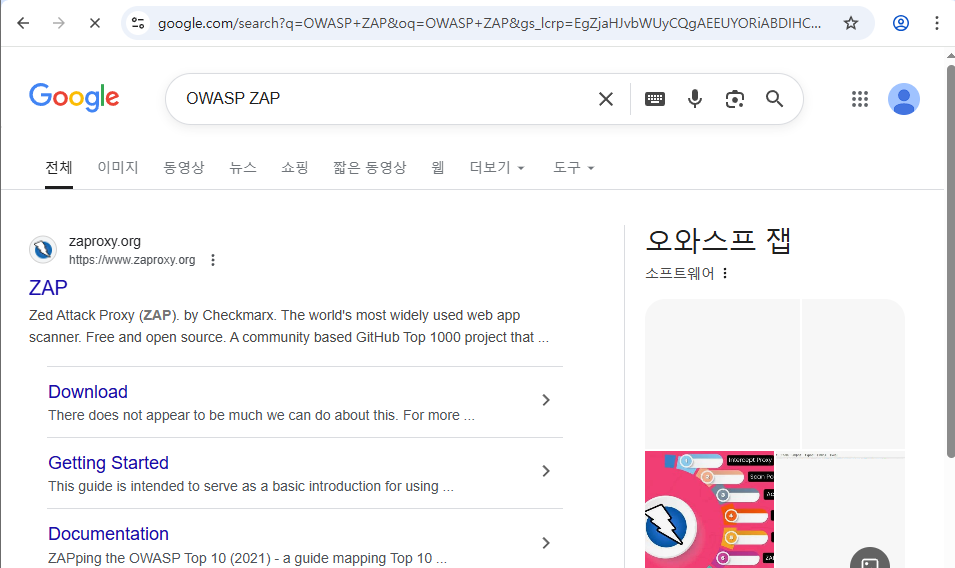 google.com/search?q=OWASP+ZAP&oq=OWASP+ZAP&gs_lcrp=EgZjaHJvbWUyCQgAEEUYORiABDIHC...
Google
OWASP ZAP
전체 이미지 동영상 뉴스 쇼핑 짧은 동영상 웹 더보기 도구
zaproxy.org
https://www.zaproxy.org
ZAP
Zed Attack Proxy (ZAP). by Checkmarx. The world's most widely used web app
scanner. Free and open source. A community based GitHub Top 1000 project that ...
Download
There does not appear to be much we can do about this. For more ...
Getting Started
This guide is intended to serve as a basic introduction for using ...
Documentation
ZAPping the OWASP Top 10 (2021) - a guide mapping Top 10 ...
오와스프 잽
소프트웨어
Intercept Proxy